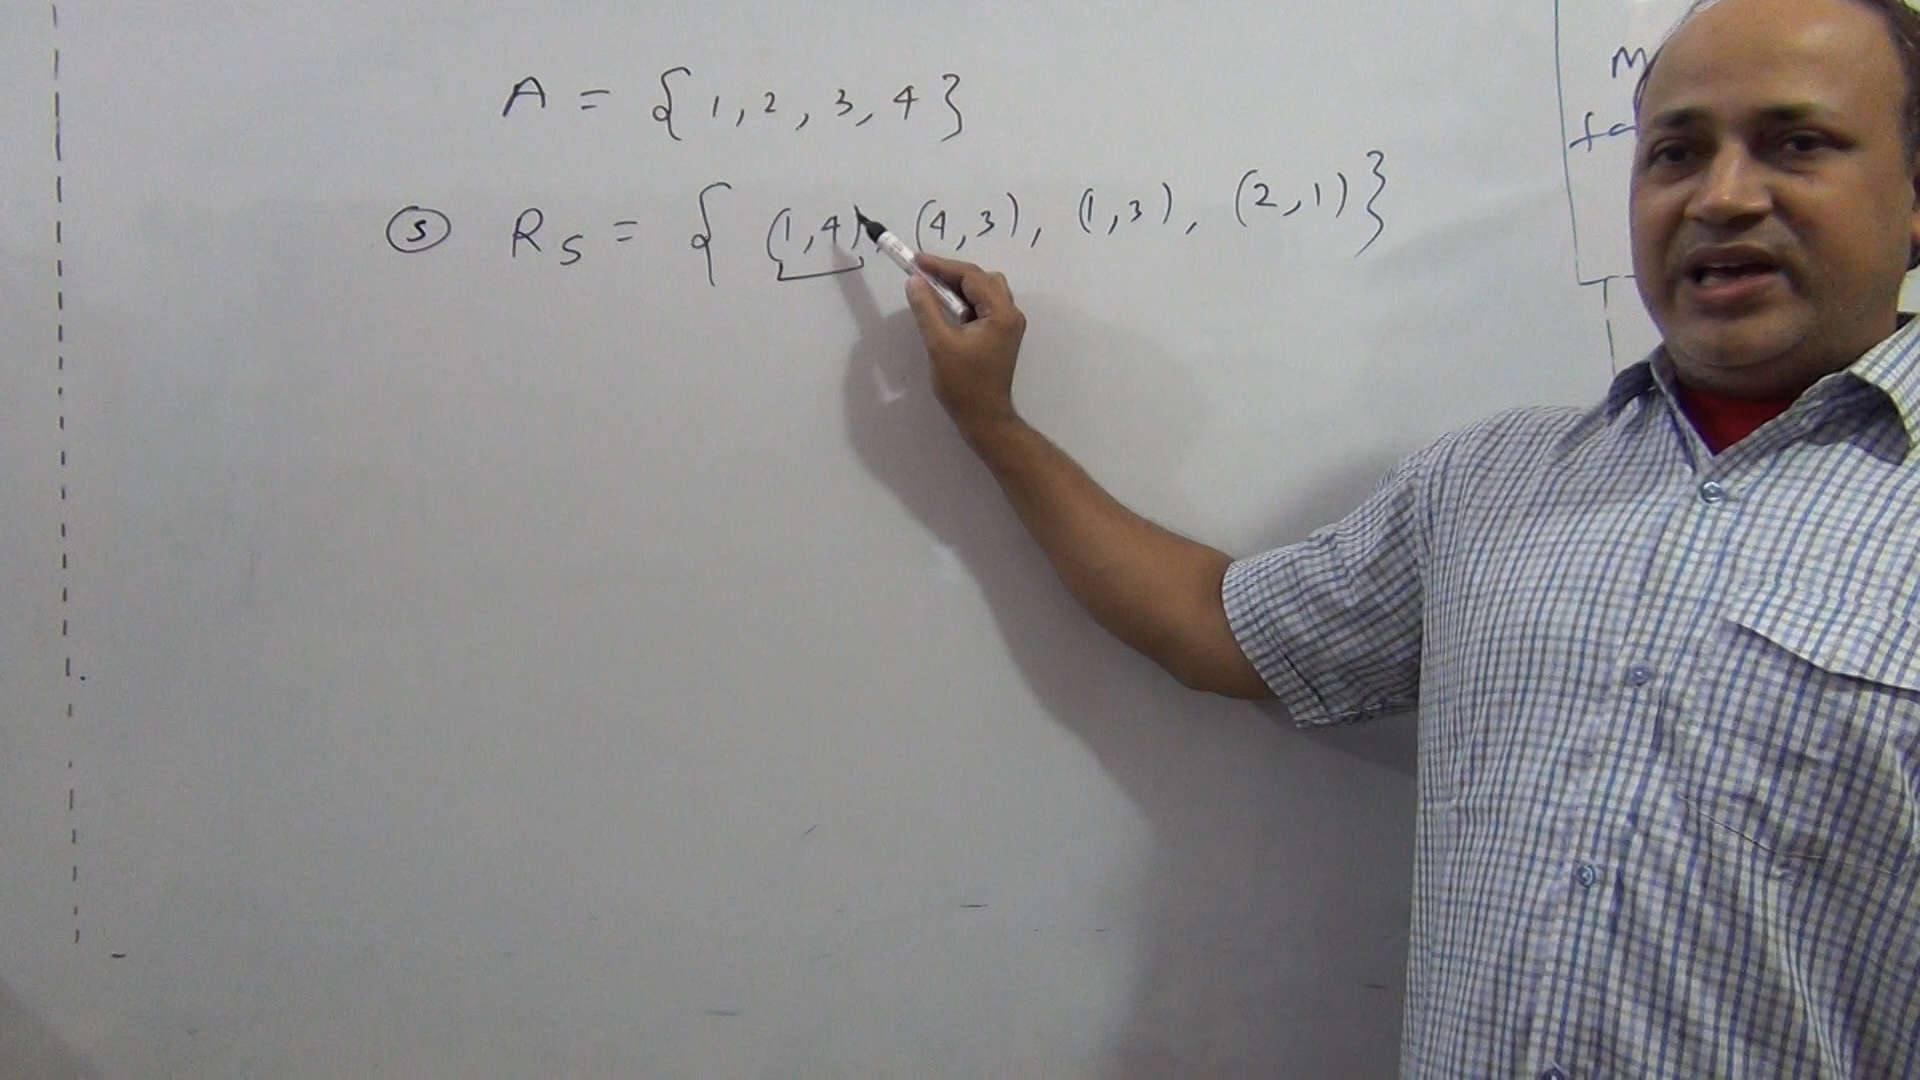 A = { 1, 2, 3, 4 }
⑤ R5 = { (1,4), (4,3), (1,3), (2,1) }